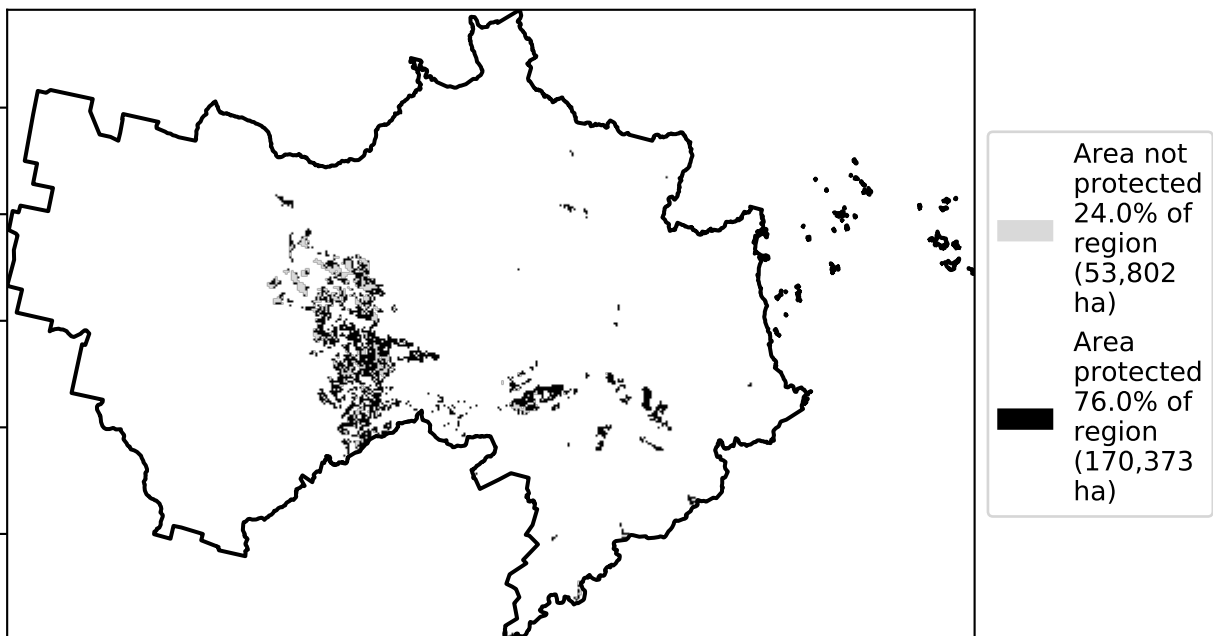 Area not
protected
24.0% of
region
(53,802
ha)
Area
protected
76.0% of
region
(170,373
ha)